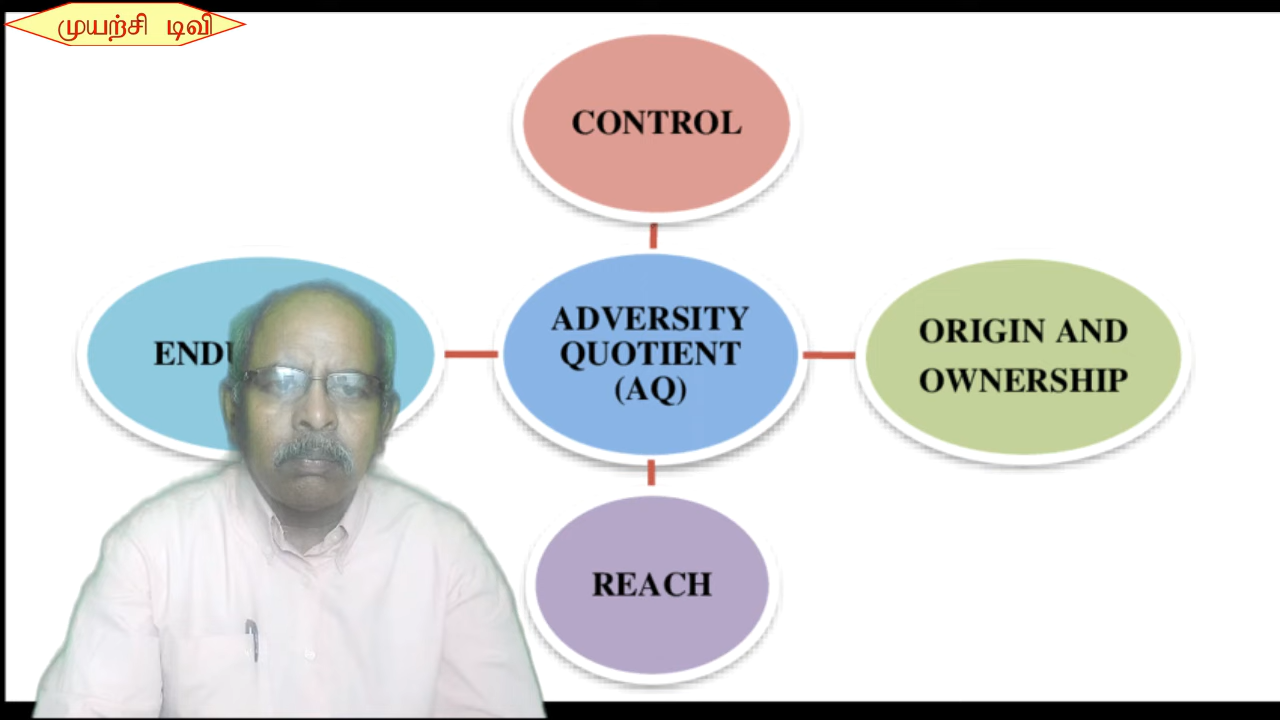 முயற்சி டிவி
CONTROL
ADVERSITY
QUOTIENT
(AQ)
ORIGIN AND
OWNERSHIP
REACH